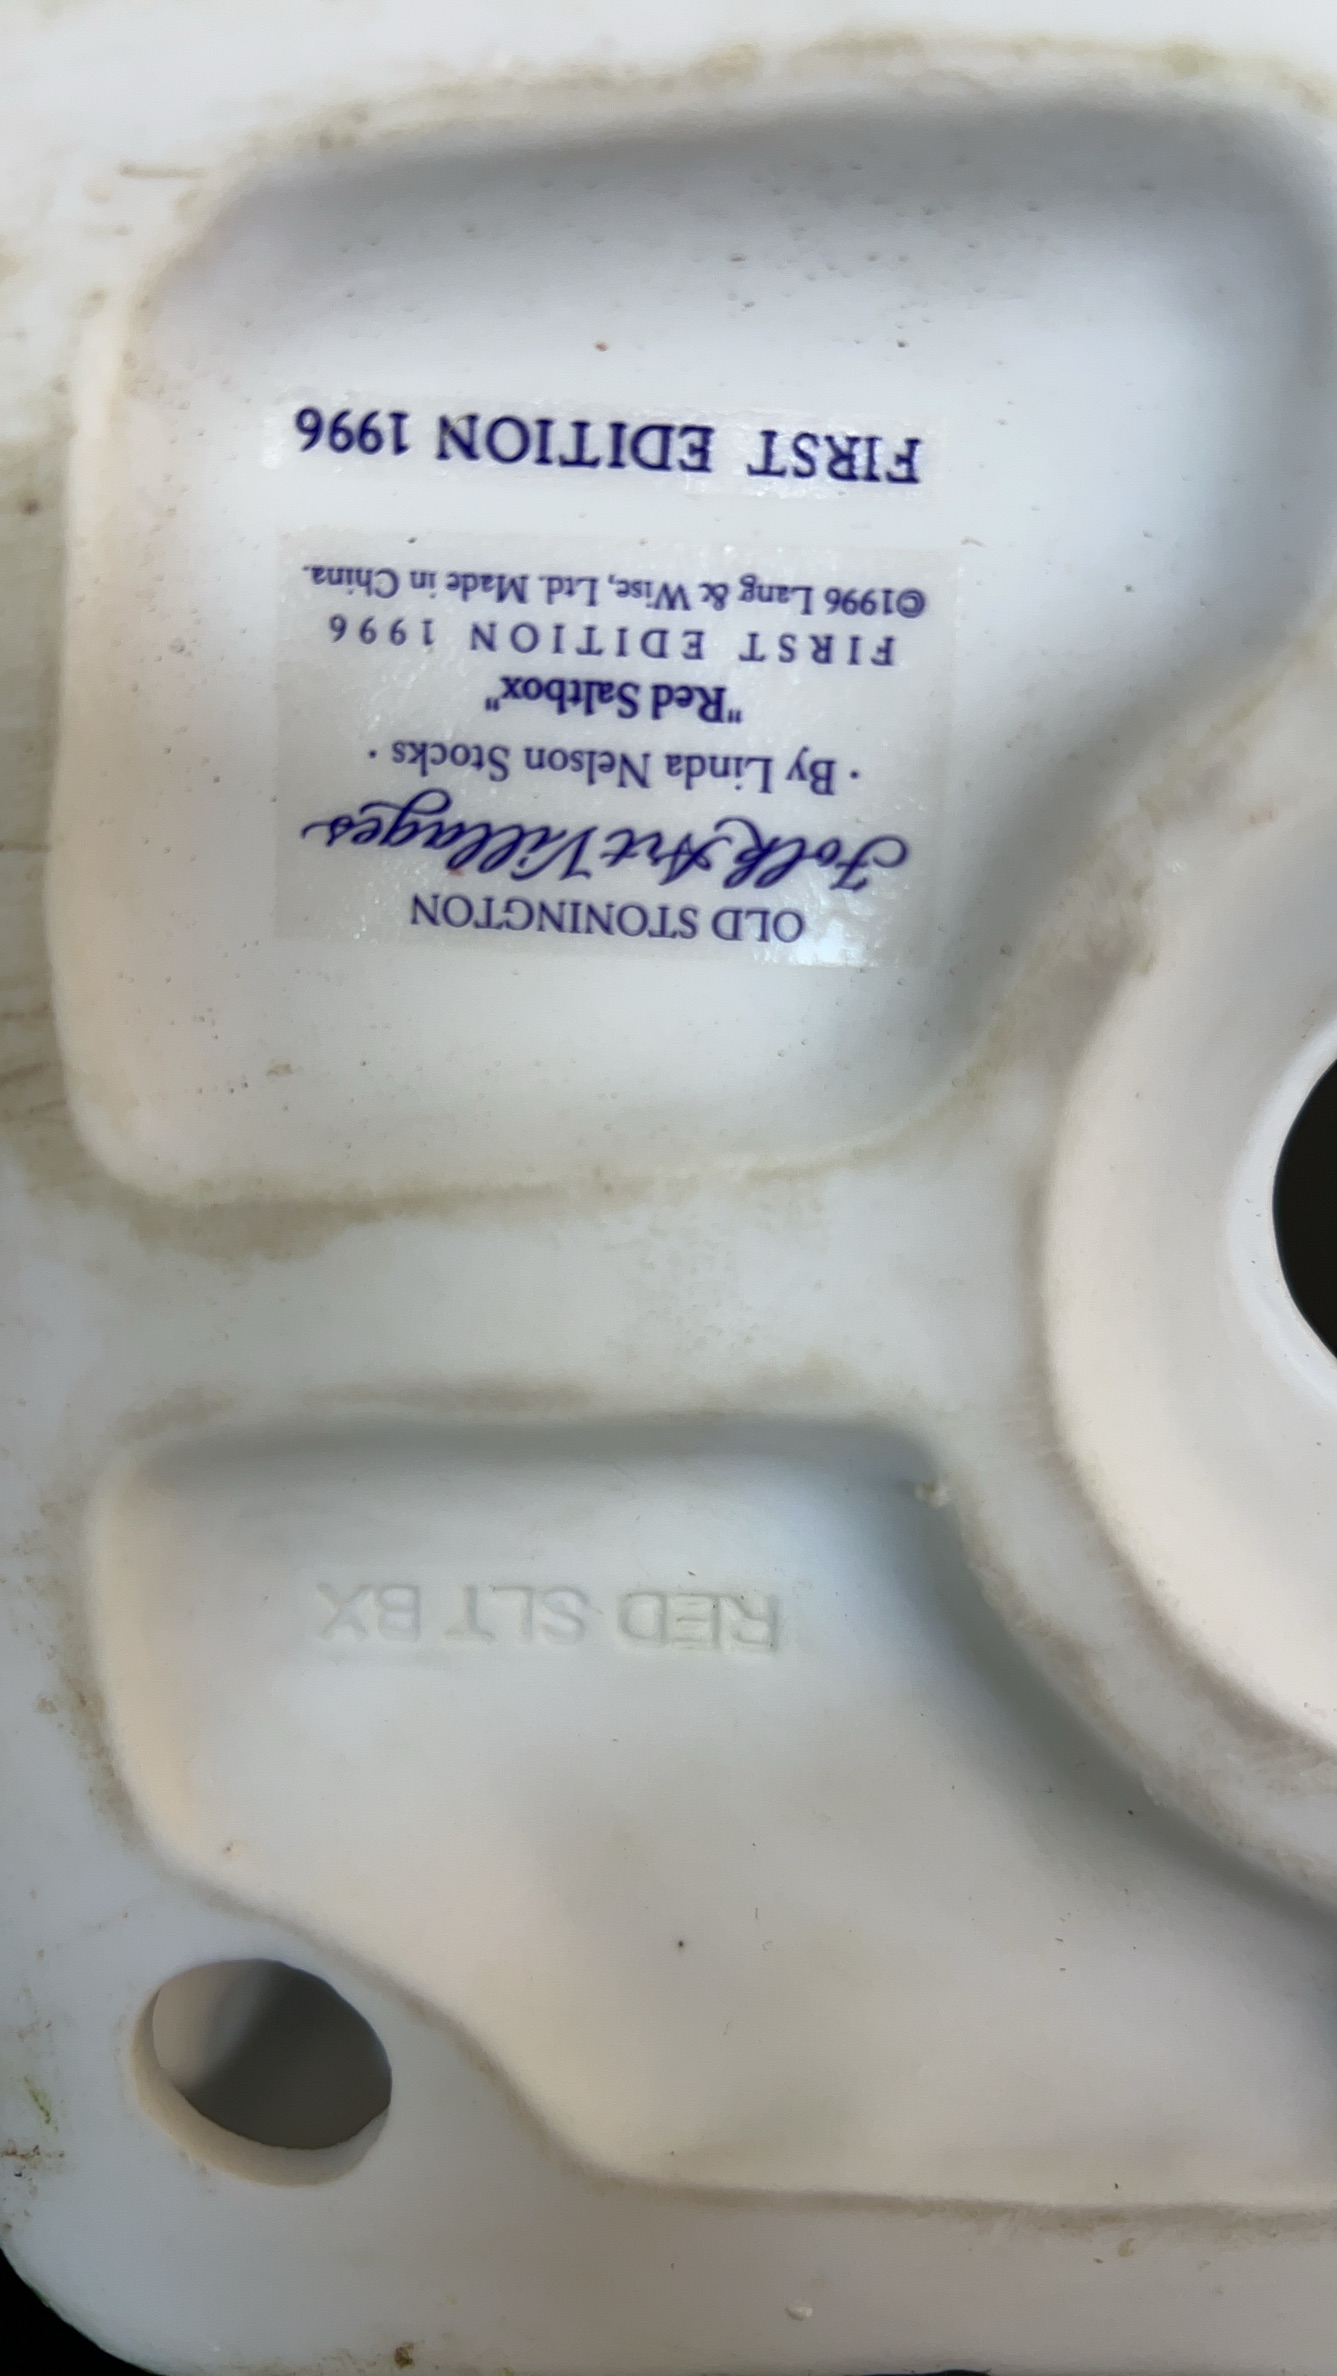 RED SLT BX
OLD STONINGTON
Folk Art Villages
· By Linda Nelson Stocks ·
"Red Saltbox"
FIRST EDITION 1996
©1996 Lang & Wise, Ltd. Made in China.
FIRST EDITION 1996